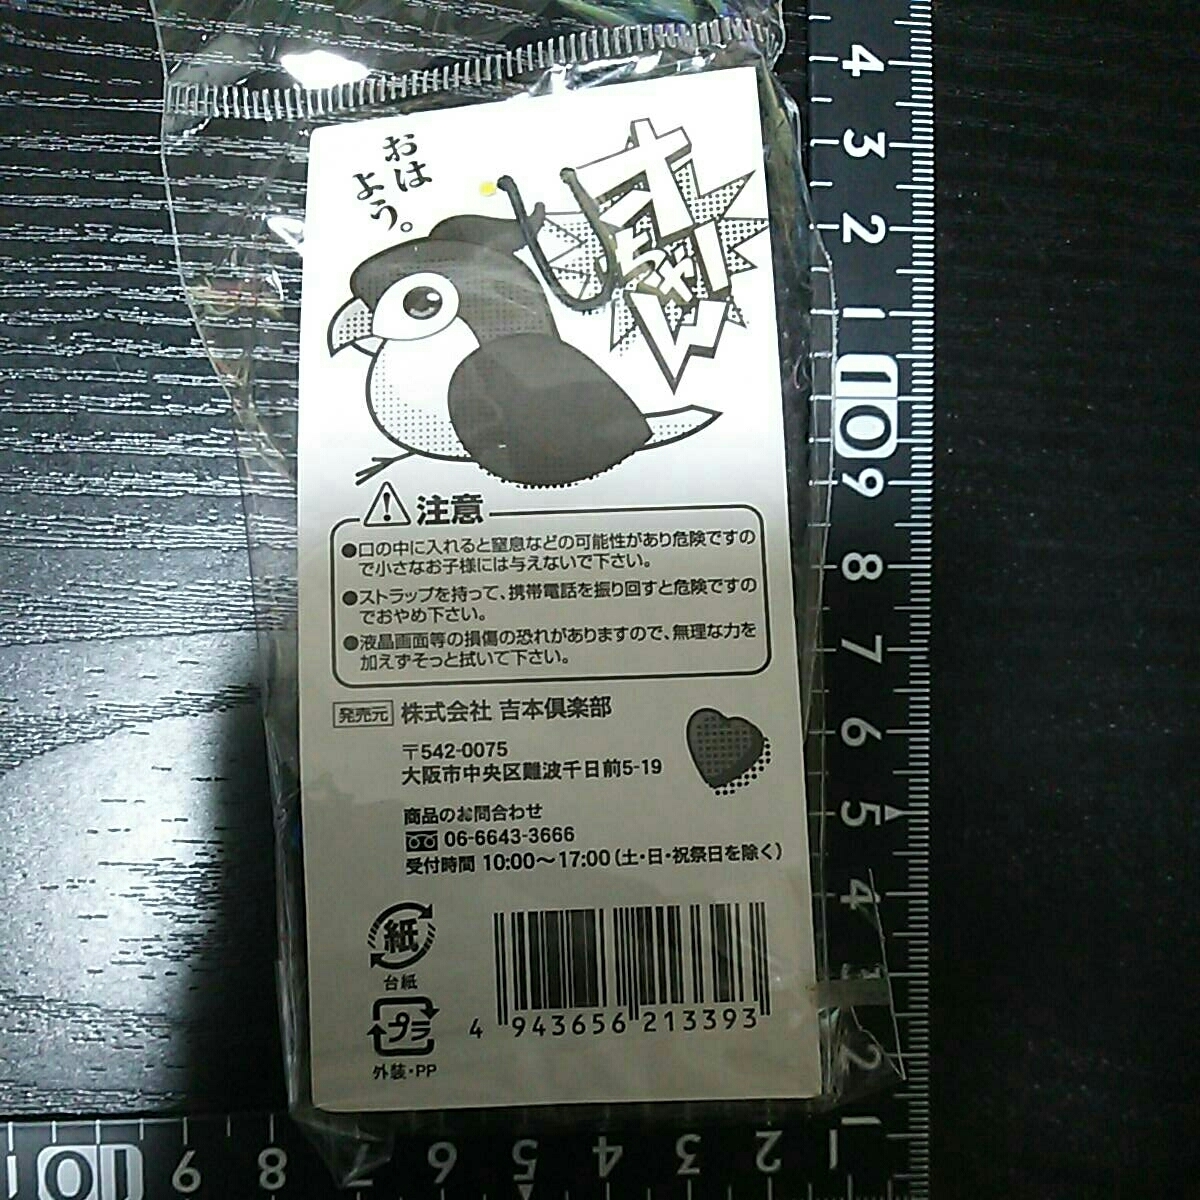 おは
よう。
オ
ちゃん
注意
●口の中に入れると窒息などの可能性があり危険ですの
で小さなお子様には与えないで下さい。
●ストラップを持って、携帯電話を振り回すと危険ですの
でおやめ下さい。
●液晶画面等の損傷の恐れがありますので、無理な力を
加えずそっと拭いて下さい。
発売元 株式会社 吉本倶楽部
〒542-0075
大阪市中央区難波千日前5-19
商品のお問合わせ
06-6643-3666
受付時間 10:00～17:00(土・日・祝祭日を除く)
紙
台紙
プラ
外装・PP
4 943656 213393
4
3
2
1
10
9
8
7
6
5
4
3
2
1
10 9 8 7 6 5 4 3 2 1